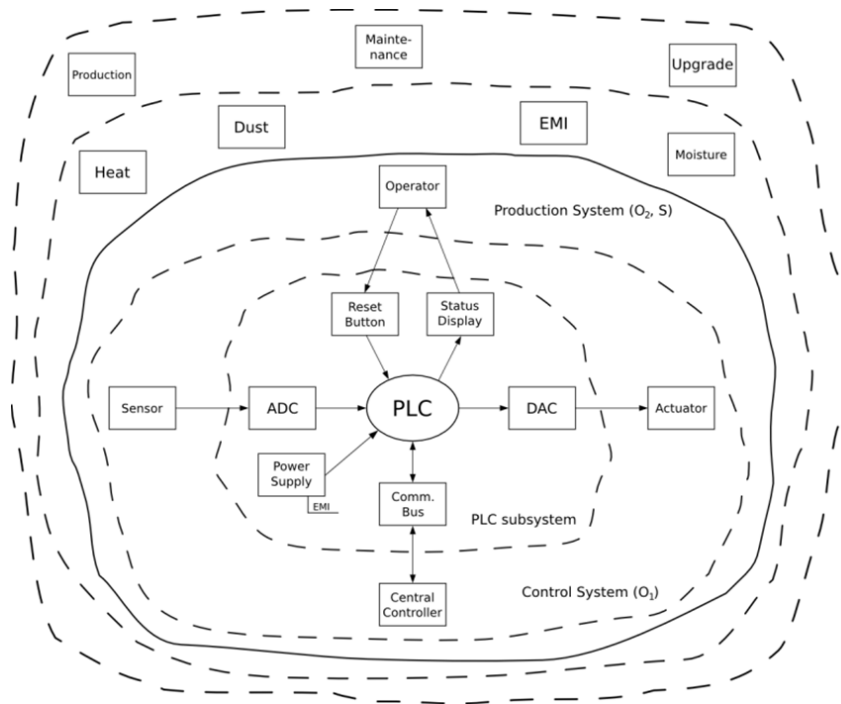 Mainte-
nance
Production
Upgrade
Dust
EMI
Moisture
Heat
Operator
Production System (O₂, S)
Reset
Button
Status
Display
Sensor
ADC
PLC
DAC
Actuator
Power
Supply
EMI
Comm.
Bus
PLC subsystem
Central
Controller
Control System (O₁)